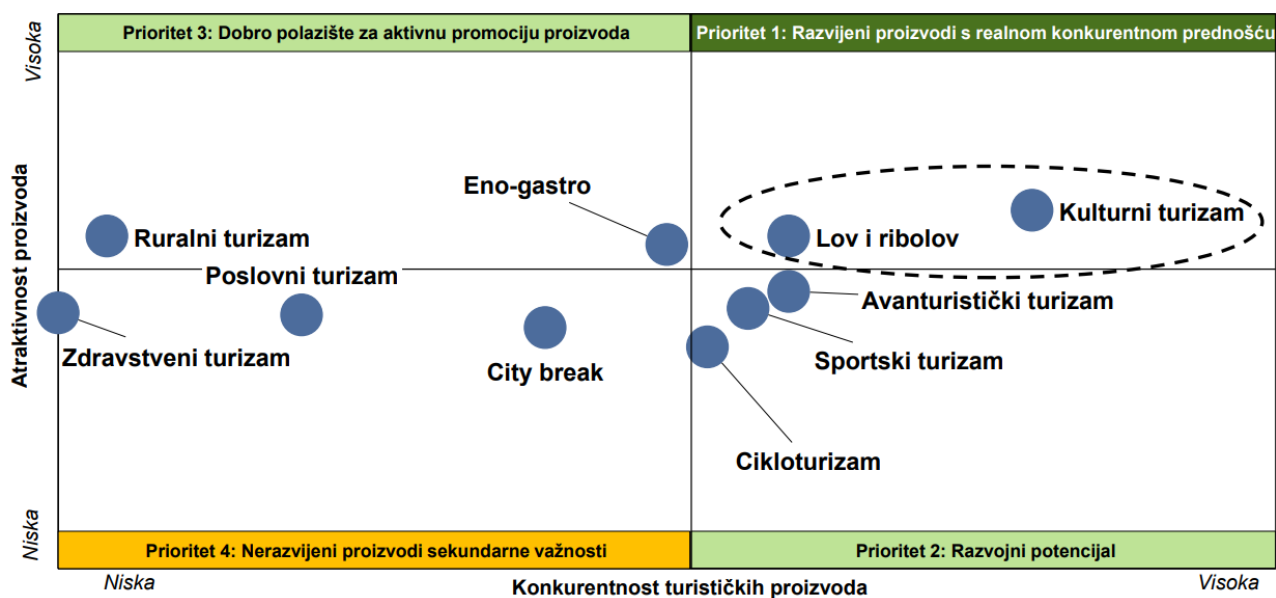 Prioritet 3: Dobro polazište za aktivnu promociju proizvoda
Prioritet 1: Razvijeni proizvodi s realnom konkurentnom prednošću
Visoka
Atraktivnost proizvoda
Niska
Eno-gastro
Kulturni turizam
Ruralni turizam
Lov i ribolov
Poslovni turizam
Avanturistički turizam
Zdravstveni turizam
City break
Sportski turizam
Cikloturizam
Prioritet 4: Nerazvijeni proizvodi sekundarne važnosti
Prioritet 2: Razvojni potencijal
Niska
Konkurentnost turističkih proizvoda
Visoka